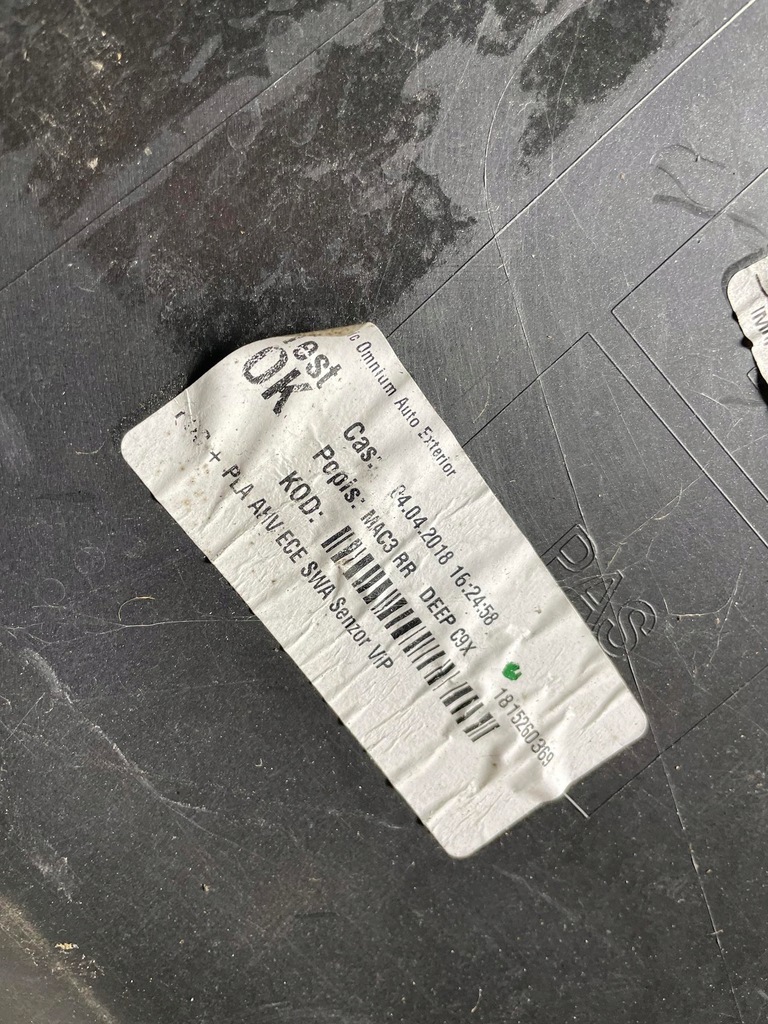 Omnium Auto Exterior
Test
OK
Cas: 04.04.2018 16:24:58
Popis: MAC3 RR DEEP C9X
KOD:
1815260369
+ PLA AHV ECE SWA Senzor VIP
PAS